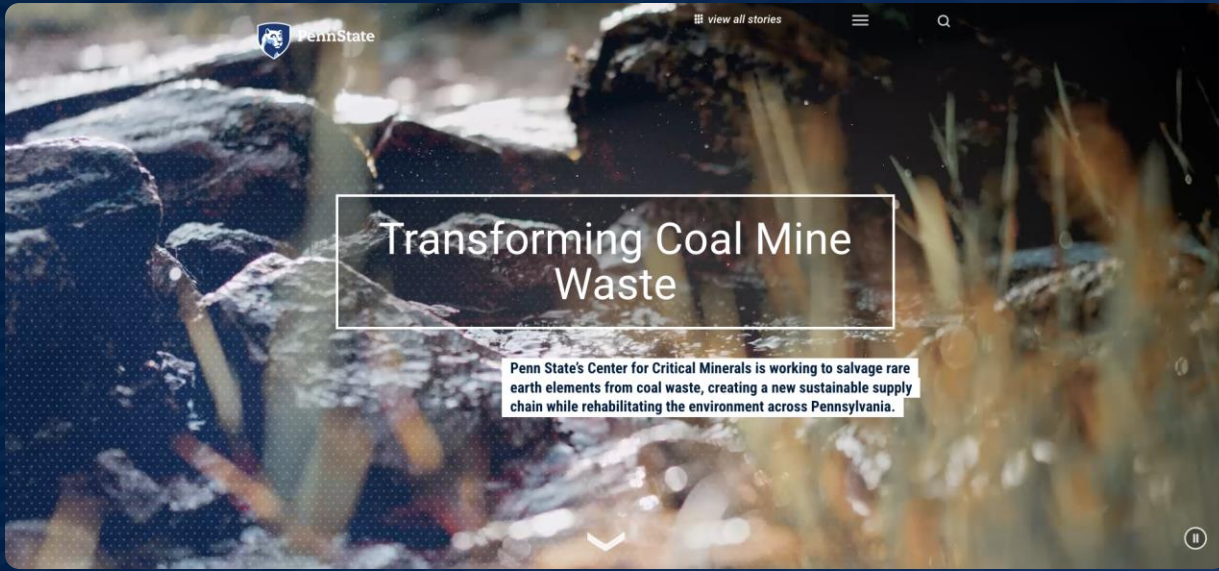 PennState
view all stories
Transforming Coal Mine
Waste
Penn State's Center for Critical Minerals is working to salvage rare
earth elements from coal waste, creating a new sustainable supply
chain while rehabilitating the environment across Pennsylvania.